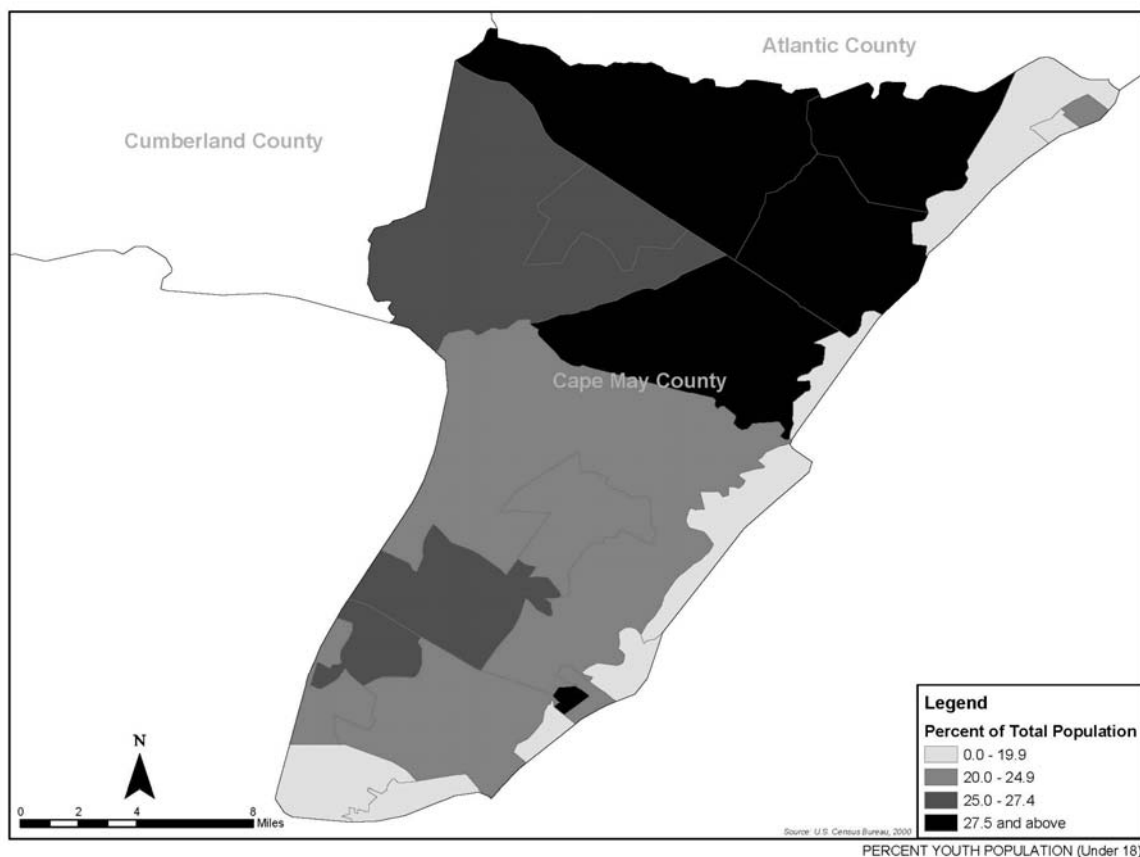 Atlantic County
Cumberland County
Cape May County
N
0 2 4 8
Miles
Legend
Percent of Total Population
0.0 - 19.9
20.0 - 24.9
25.0 - 27.4
27.5 and above
Source: U.S. Census Bureau, 2000
PERCENT YOUTH POPULATION (Under 18)